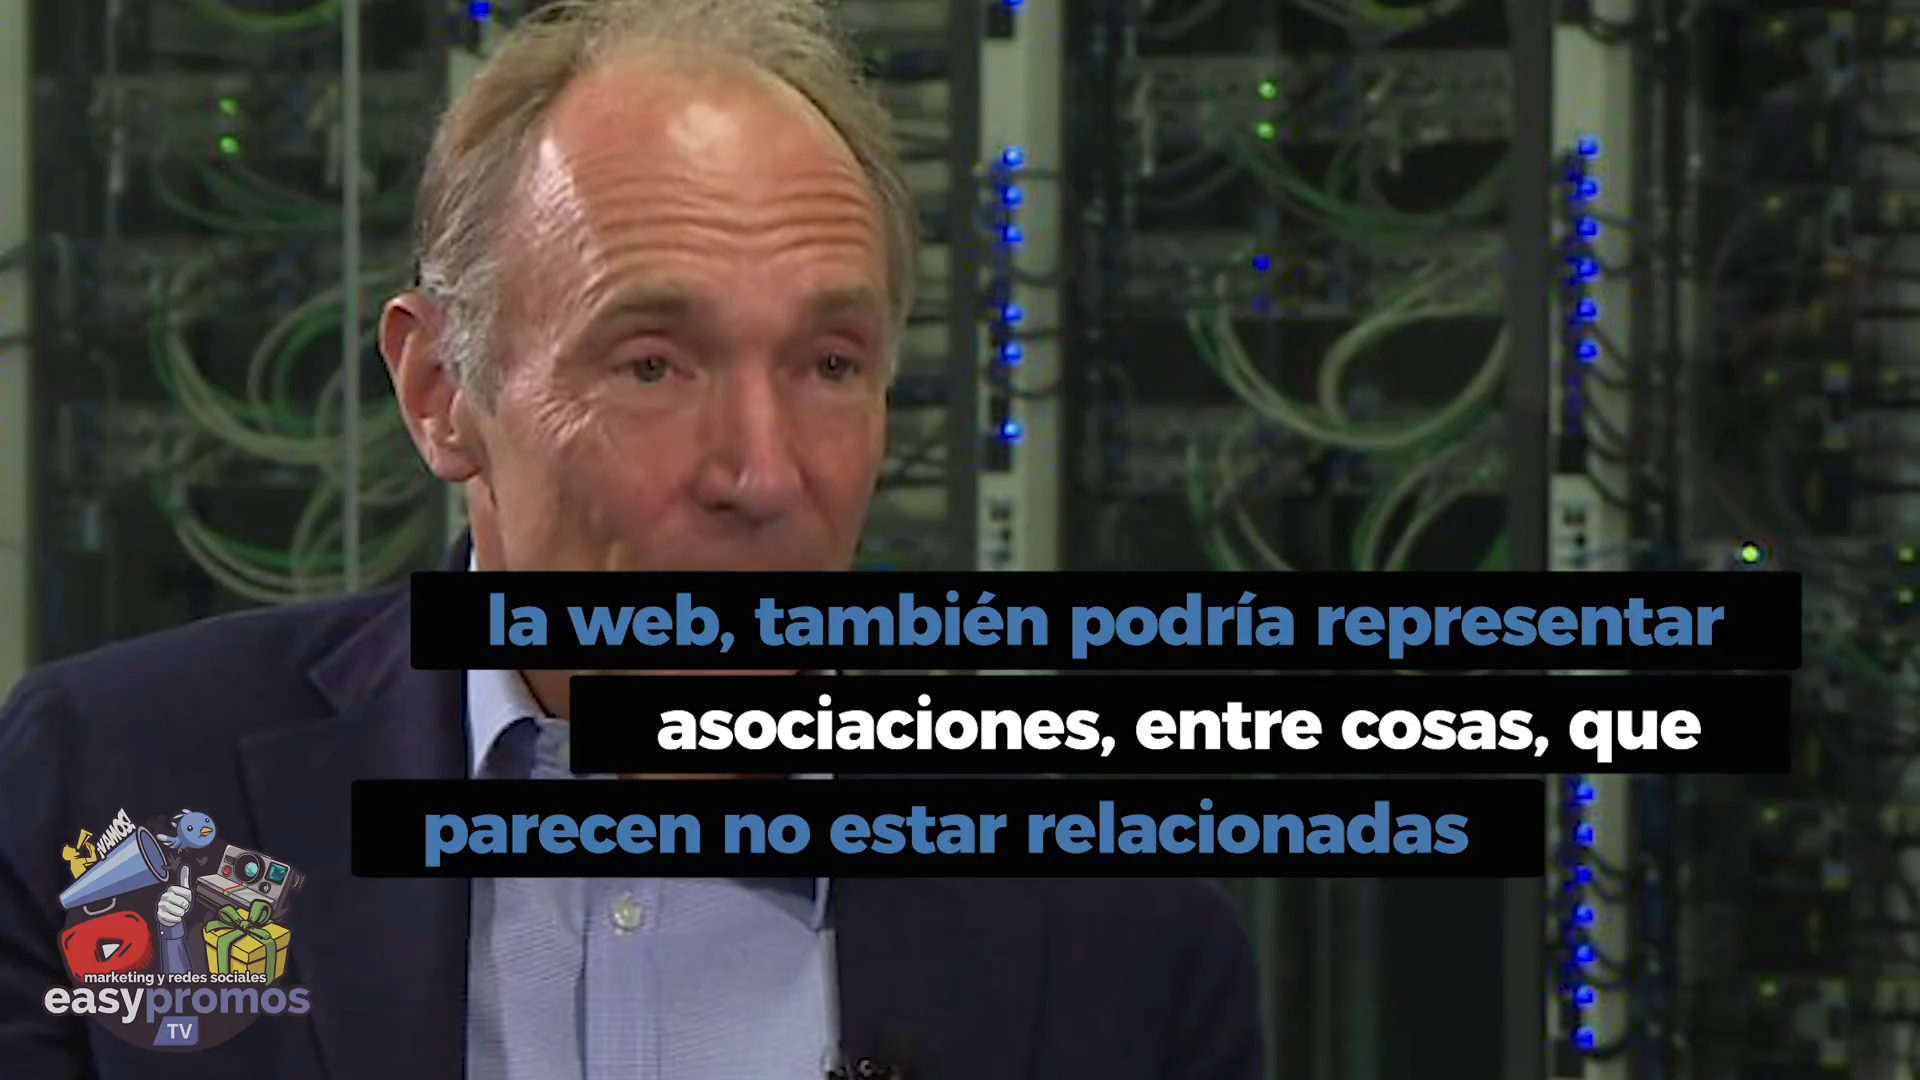 la web, también podría representar
asociaciones, entre cosas, que
parecen no estar relacionadas
¡VAMOS!
marketing y redes sociales
easypromos
TV